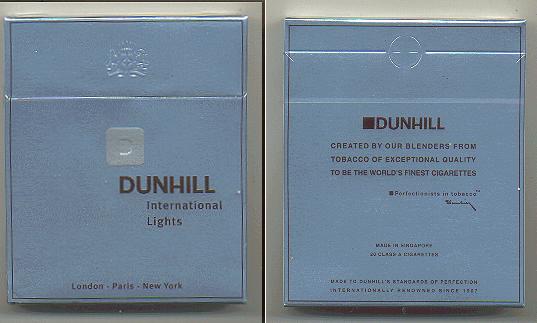 D
DUNHILL
International
Lights
London - Paris - New York
DUNHILL
CREATED BY OUR BLENDERS FROM
TOBACCO OF EXCEPTIONAL QUALITY
TO BE THE WORLD'S FINEST CIGARETTES
Perfectionists in tobacco™
MADE IN SINGAPORE
20 CLASS A CIGARETTES
MADE TO DUNHILL'S STANDARDS OF PERFECTION
INTERNATIONALLY RENOWNED SINCE 1907